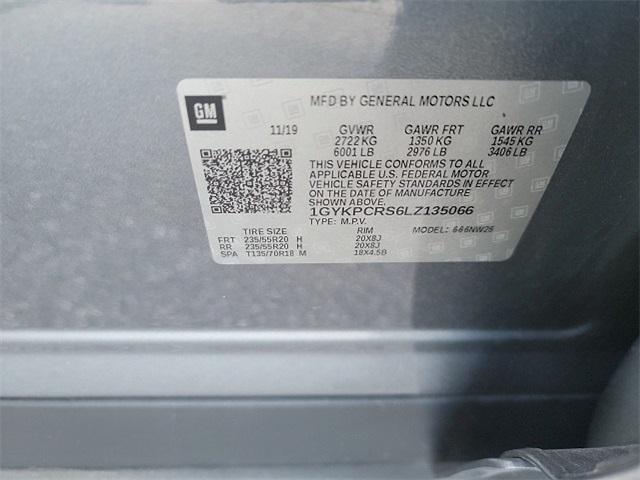 GM
MFD BY GENERAL MOTORS LLC
11/19 GVWR GAWR FRT GAWR RR
2722 KG 1350 KG 1545 KG
6001 LB 2976 LB 3406 LB
THIS VEHICLE CONFORMS TO ALL
APPLICABLE U.S. FEDERAL MOTOR
VEHICLE SAFETY STANDARDS IN EFFECT
ON THE DATE OF MANUFACTURE
SHOWN ABOVE.
1GYKPCRS6LZ135066
TYPE: M.P.V. MODEL: 666NW26
TIRE SIZE RIM
FRT 235/55R20 H 20X8J
RR 235/55R20 H 20X8J
SPA T135/70R18 M 18X4.5B